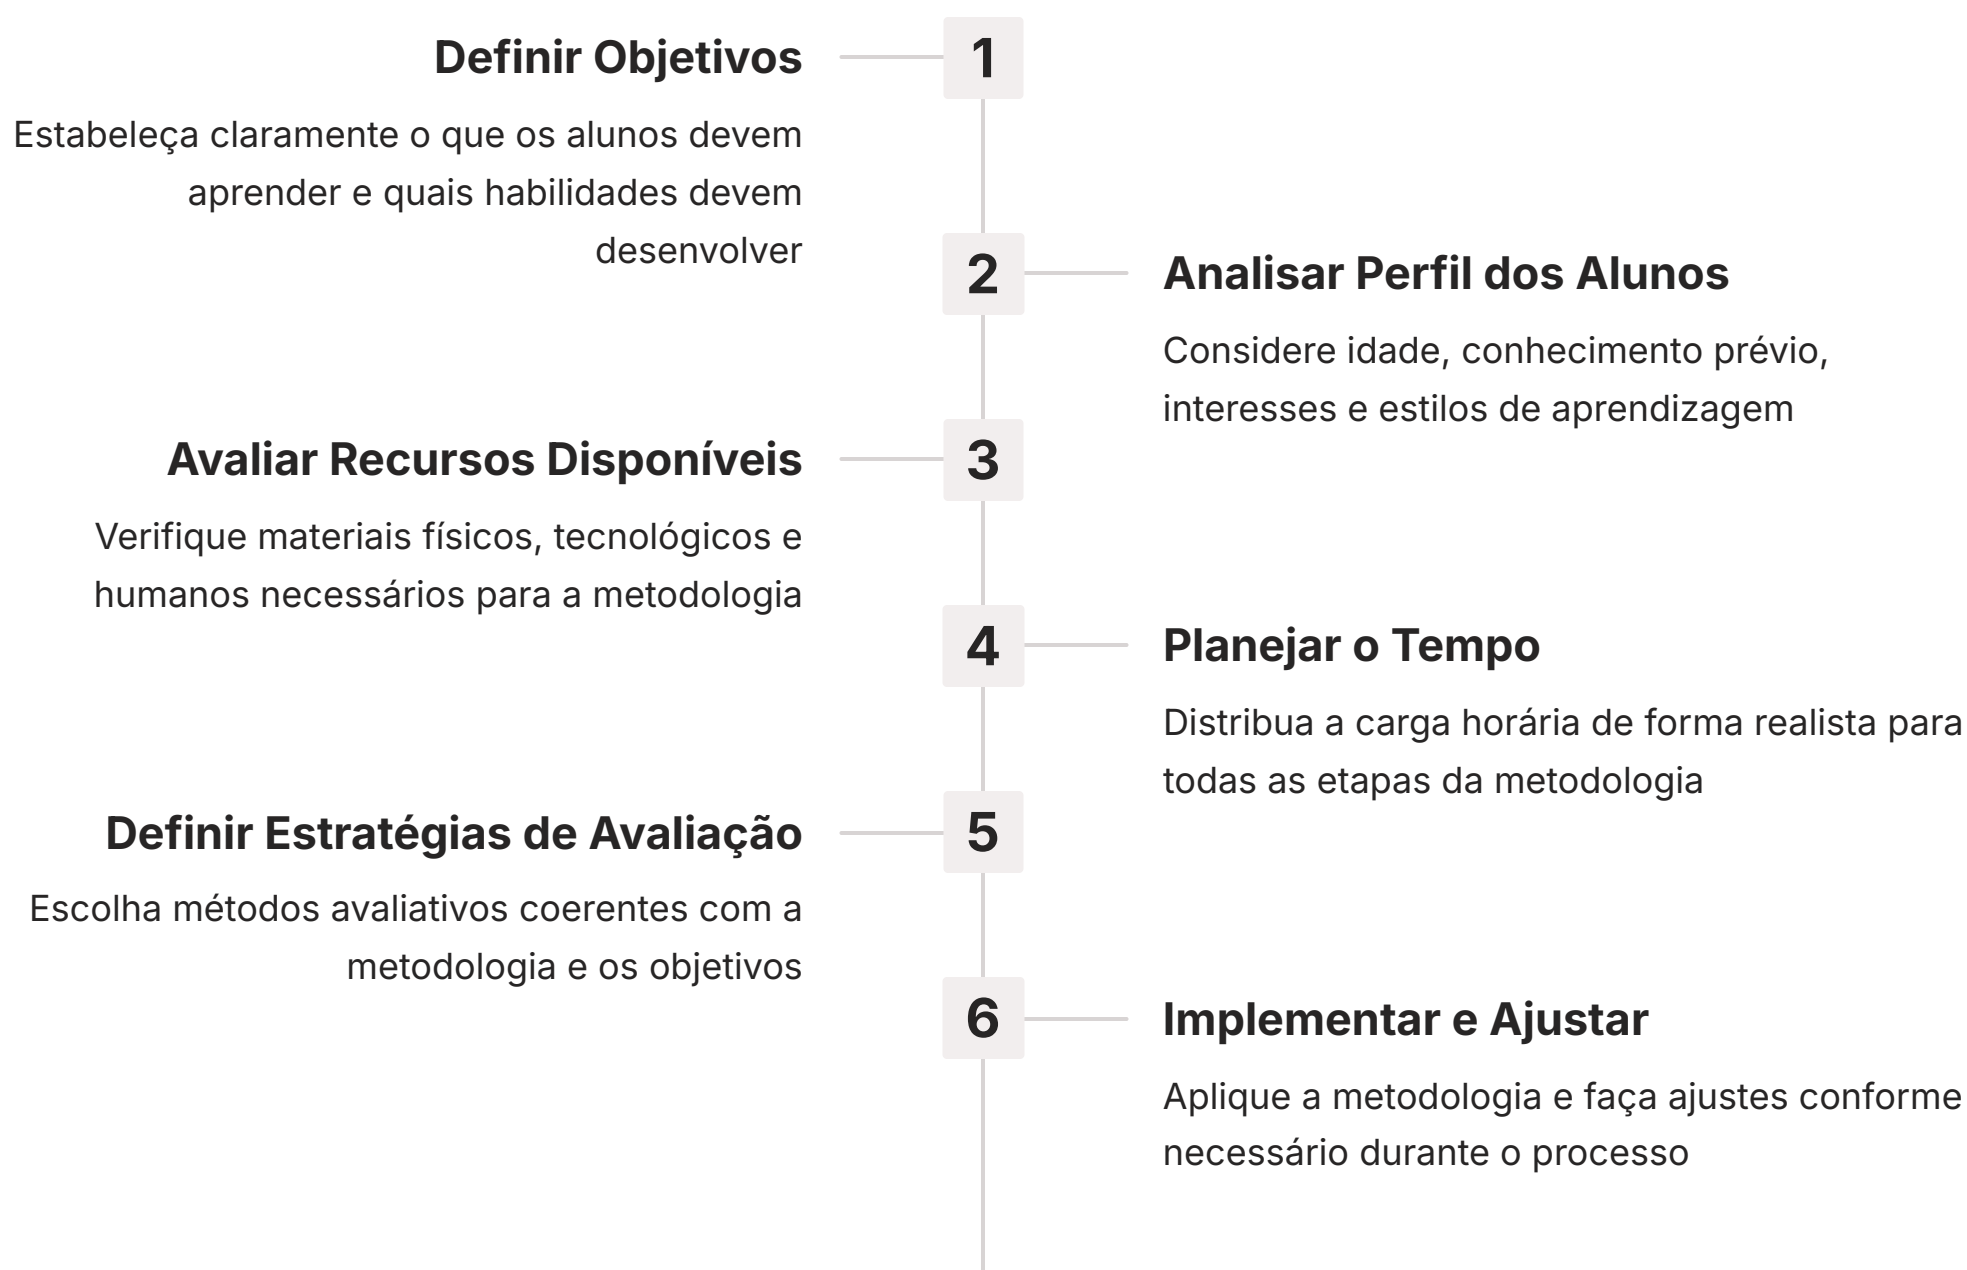 1
Definir Objetivos
Estabeleça claramente o que os alunos devem
aprender e quais habilidades devem
desenvolver
2
Analisar Perfil dos Alunos
Considere idade, conhecimento prévio,
interesses e estilos de aprendizagem
3
Avaliar Recursos Disponíveis
Verifique materiais físicos, tecnológicos e
humanos necessários para a metodologia
4
Planejar o Tempo
Distribua a carga horária de forma realista para
todas as etapas da metodologia
5
Definir Estratégias de Avaliação
Escolha métodos avaliativos coerentes com a
metodologia e os objetivos
6
Implementar e Ajustar
Aplique a metodologia e faça ajustes conforme
necessário durante o processo